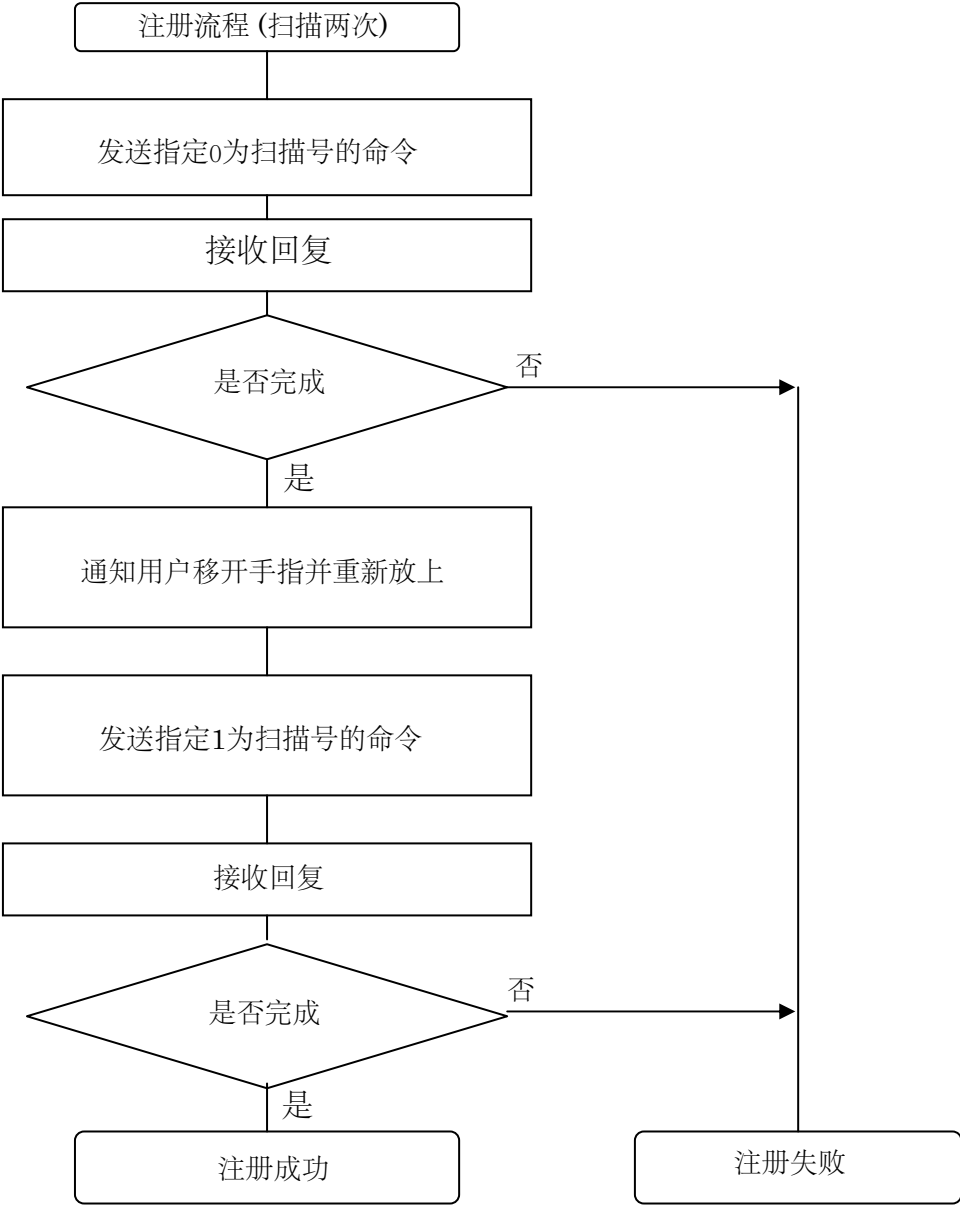 注册流程 (扫描两次)
发送指定0为扫描号的命令
接收回复
是否完成
否
是
通知用户移开手指并重新放上
发送指定1为扫描号的命令
接收回复
是否完成
否
是
注册成功
注册失败